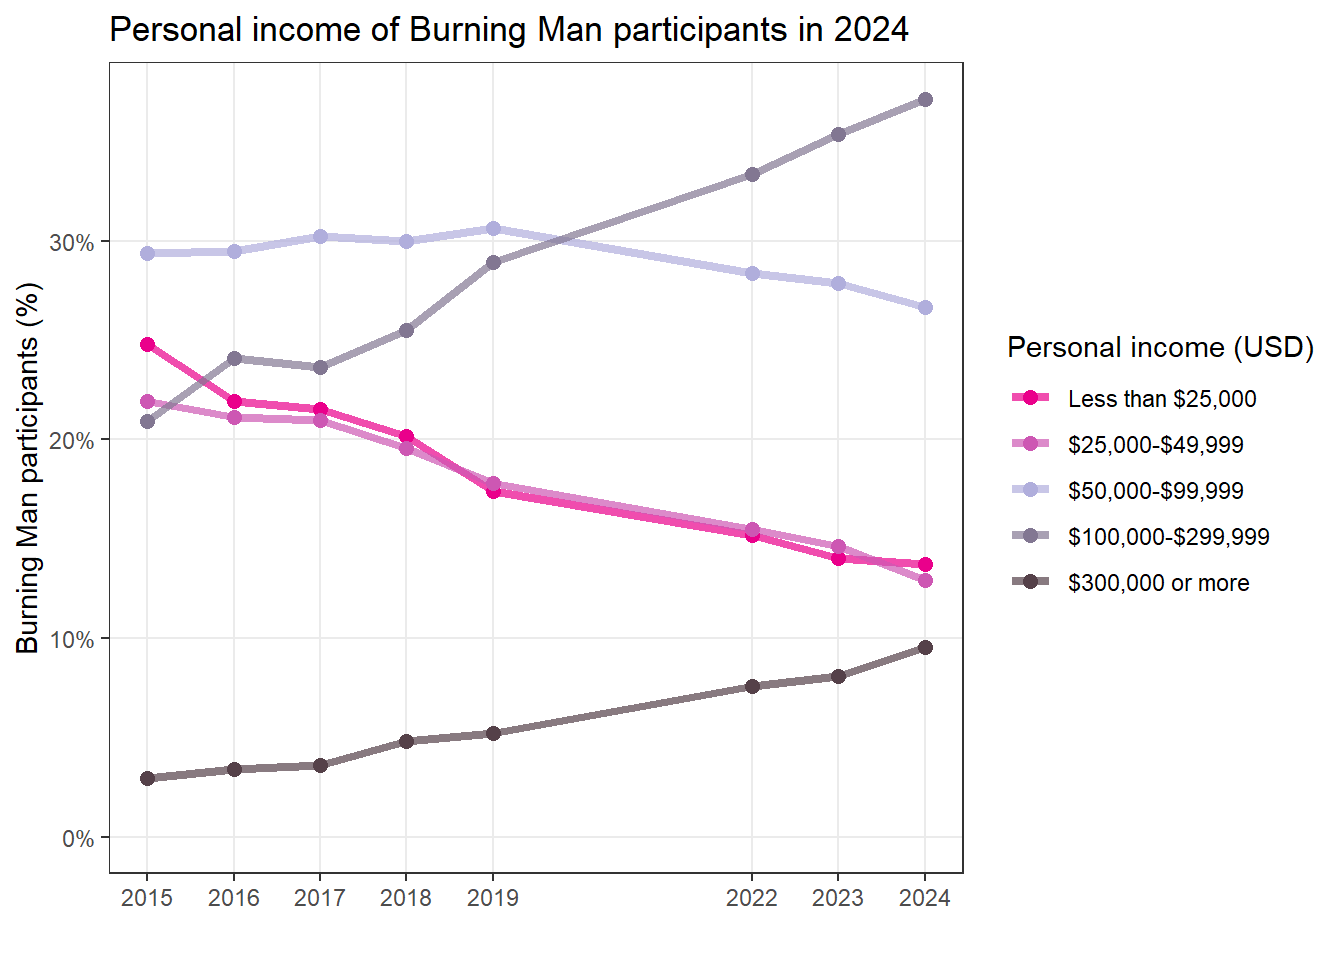 Personal income of Burning Man participants in 2024
Burning Man participants (%)
30%
20%
10%
0%
2015 2016 2017 2018 2019 2022 2023 2024
Personal income (USD)
Less than $25,000
$25,000-$49,999
$50,000-$99,999
$100,000-$299,999
$300,000 or more